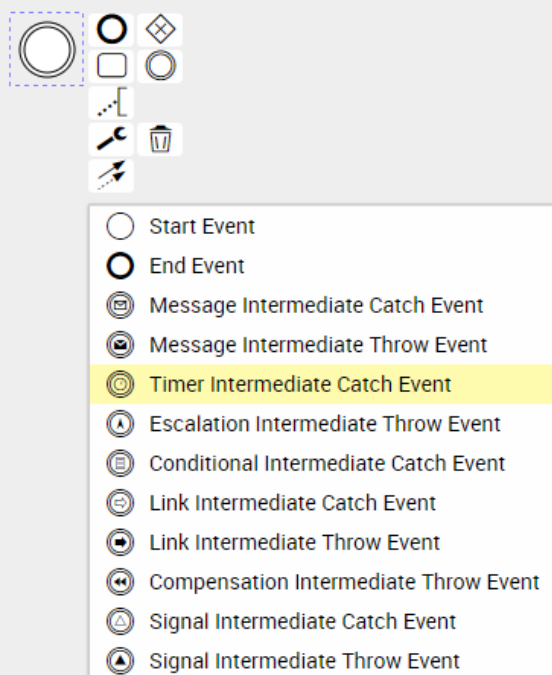 Start Event
End Event
Message Intermediate Catch Event
Message Intermediate Throw Event
Timer Intermediate Catch Event
Escalation Intermediate Throw Event
Conditional Intermediate Catch Event
Link Intermediate Catch Event
Link Intermediate Throw Event
Compensation Intermediate Throw Event
Signal Intermediate Catch Event
Signal Intermediate Throw Event